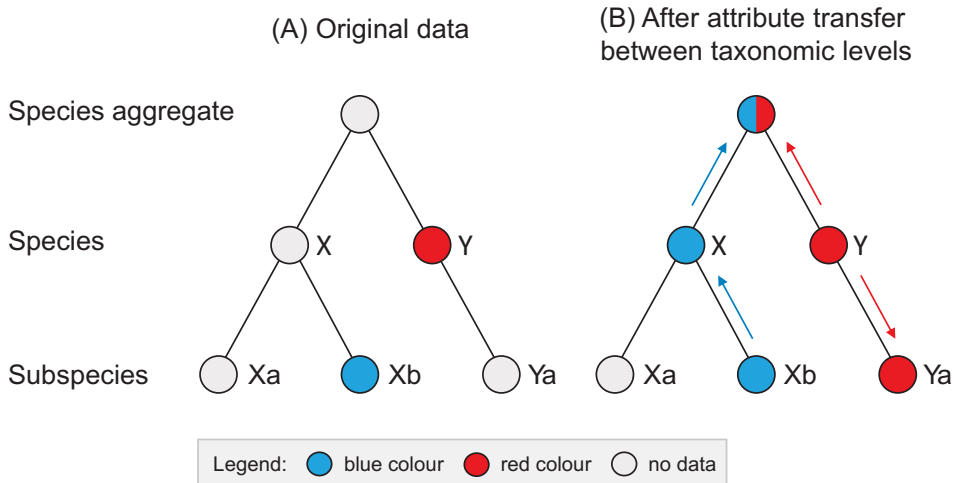 (A) Original data
(B) After attribute transfer
between taxonomic levels
Species aggregate
Species
X
Y
X
Y
Subspecies
Xa
Xb
Ya
Xa
Xb
Ya
Legend: blue colour red colour no data